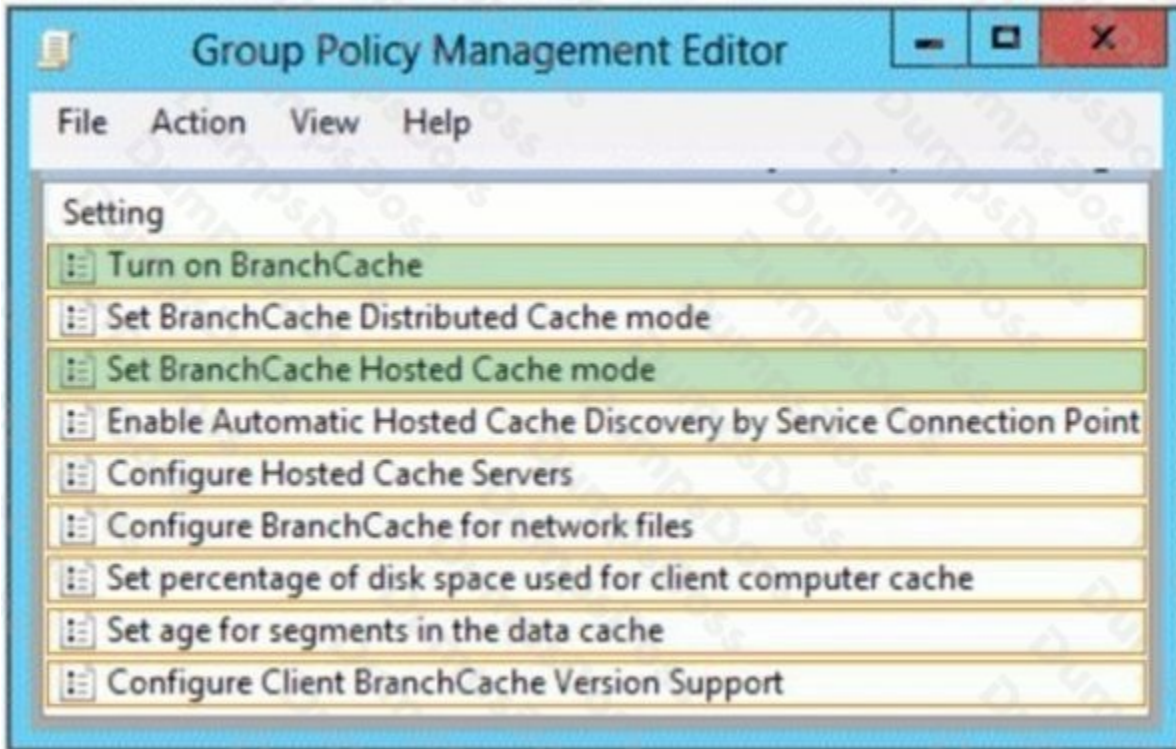 Group Policy Management Editor
File Action View Help
Setting
Turn on BranchCache
Set BranchCache Distributed Cache mode
Set BranchCache Hosted Cache mode
Enable Automatic Hosted Cache Discovery by Service Connection Point
Configure Hosted Cache Servers
Configure BranchCache for network files
Set percentage of disk space used for client computer cache
Set age for segments in the data cache
Configure Client BranchCache Version Support